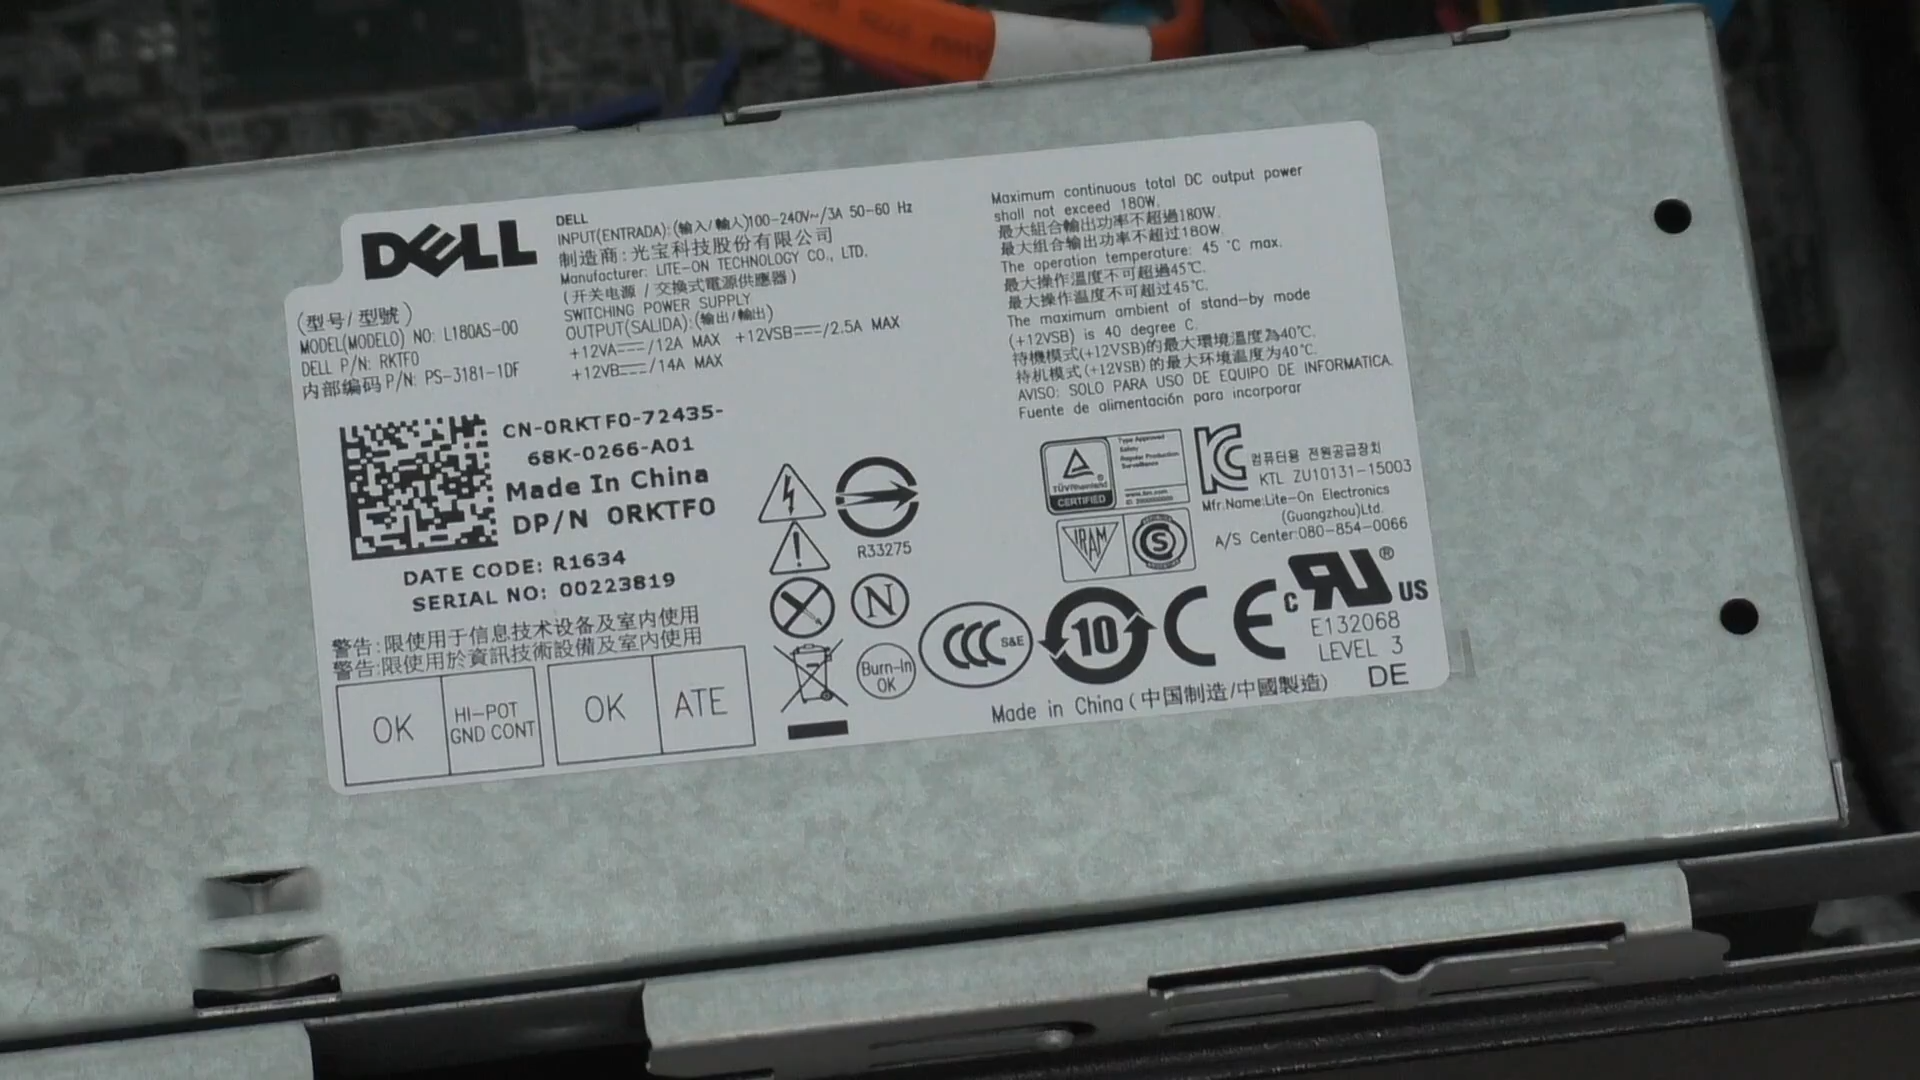 DELL
DELL
INPUT(ENTRADA):(输入/輸入)100-240V~/3A 50-60 Hz
制造商:光宝科技股份有限公司
Manufacturer: LITE-ON TECHNOLOGY CO., LTD.
(开关电源 / 交換式電源供應器)
SWITCHING POWER SUPPLY
OUTPUT(SALIDA):(输出/輸出)
+12VA⎓/12A MAX +12VSB⎓/2.5A MAX
+12VB⎓/14A MAX
(型号/型號)
MODEL(MODELO) NO: L180AS-00
DELL P/N: RKTF0
内部编码 P/N: PS-3181-1DF
CN-0RKTF0-72435-
68K-0266-A01
Made In China
DP/N 0RKTF0
DATE CODE: R1634
SERIAL NO: 00223819
警告:限使用于信息技术设备及室内使用
警告:限使用於資訊技術設備及室內使用
OK HI-POT GND CONT
OK ATE
R33275
N
Burn-In
OK
Maximum continuous total DC output power
shall not exceed 180W.
最大組合輸出功率不超過180W.
最大组合输出功率不超过180W.
The operation temperature: 45 °C max.
最大操作溫度不可超過45℃.
最大操作温度不可超过45℃.
The maximum ambient of stand-by mode
(+12VSB) is 40 degree C.
待機模式(+12VSB)的最大環境溫度為40℃.
待机模式(+12VSB)的最大环境温度为40℃.
AVISO: SOLO PARA USO DE EQUIPO DE INFORMATICA.
Fuente de alimentación para incorporar
TÜVRheinland
CERTIFIED
Type Approved
Safety
Regular Production
Surveillance
컴퓨터용 전원공급장치
KTL ZU10131-15003
Mfr.Name:Lite-On Electronics
(Guangzhou)Ltd.
A/S Center:080-854-0066
IRAM S
CCC S&E
10
CE
c RU ® US
E132068
LEVEL 3
DE
Made in China(中国制造/中國製造)